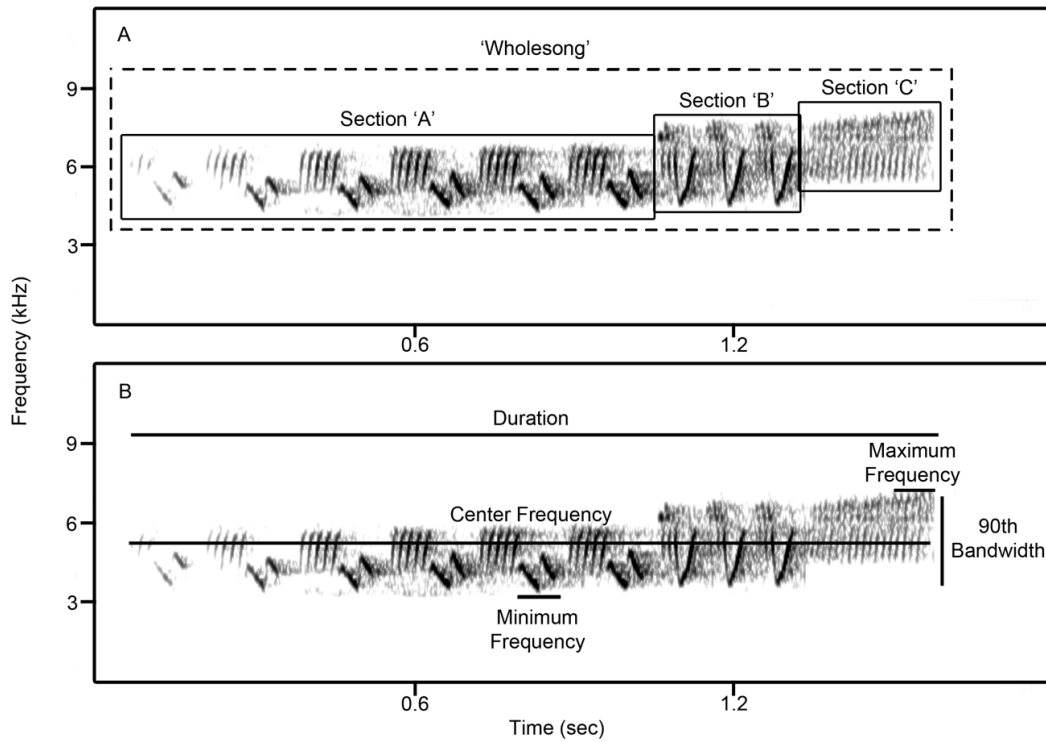 A
‘Wholesong’
Section ‘A’
Section ‘B’
Section ‘C’
9
6
3
0.6
1.2
Frequency (kHz)
B
Duration
Maximum
Frequency
Center Frequency
90th
Bandwidth
Minimum
Frequency
9
6
3
0.6
1.2
Time (sec)